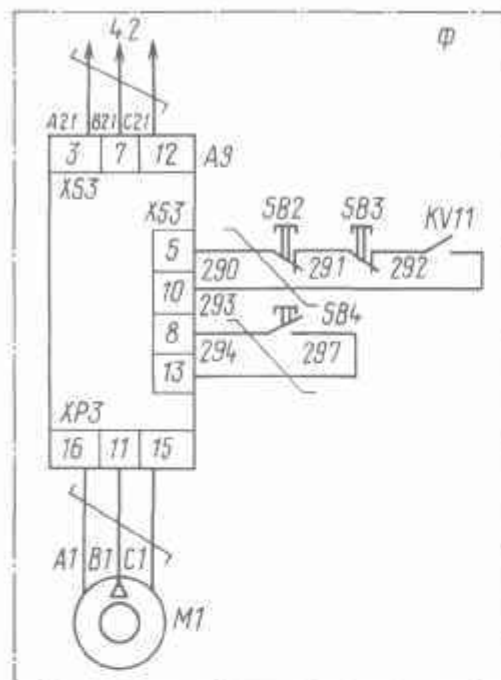 42 Ф
A21 B21 C21
3 7 12 A9
XS3
XS3 SB2 SB3 KV11
5
290 291 292
10
293 SB4
8
294 297
13
XP3
16 11 15
A1 B1 C1
M1